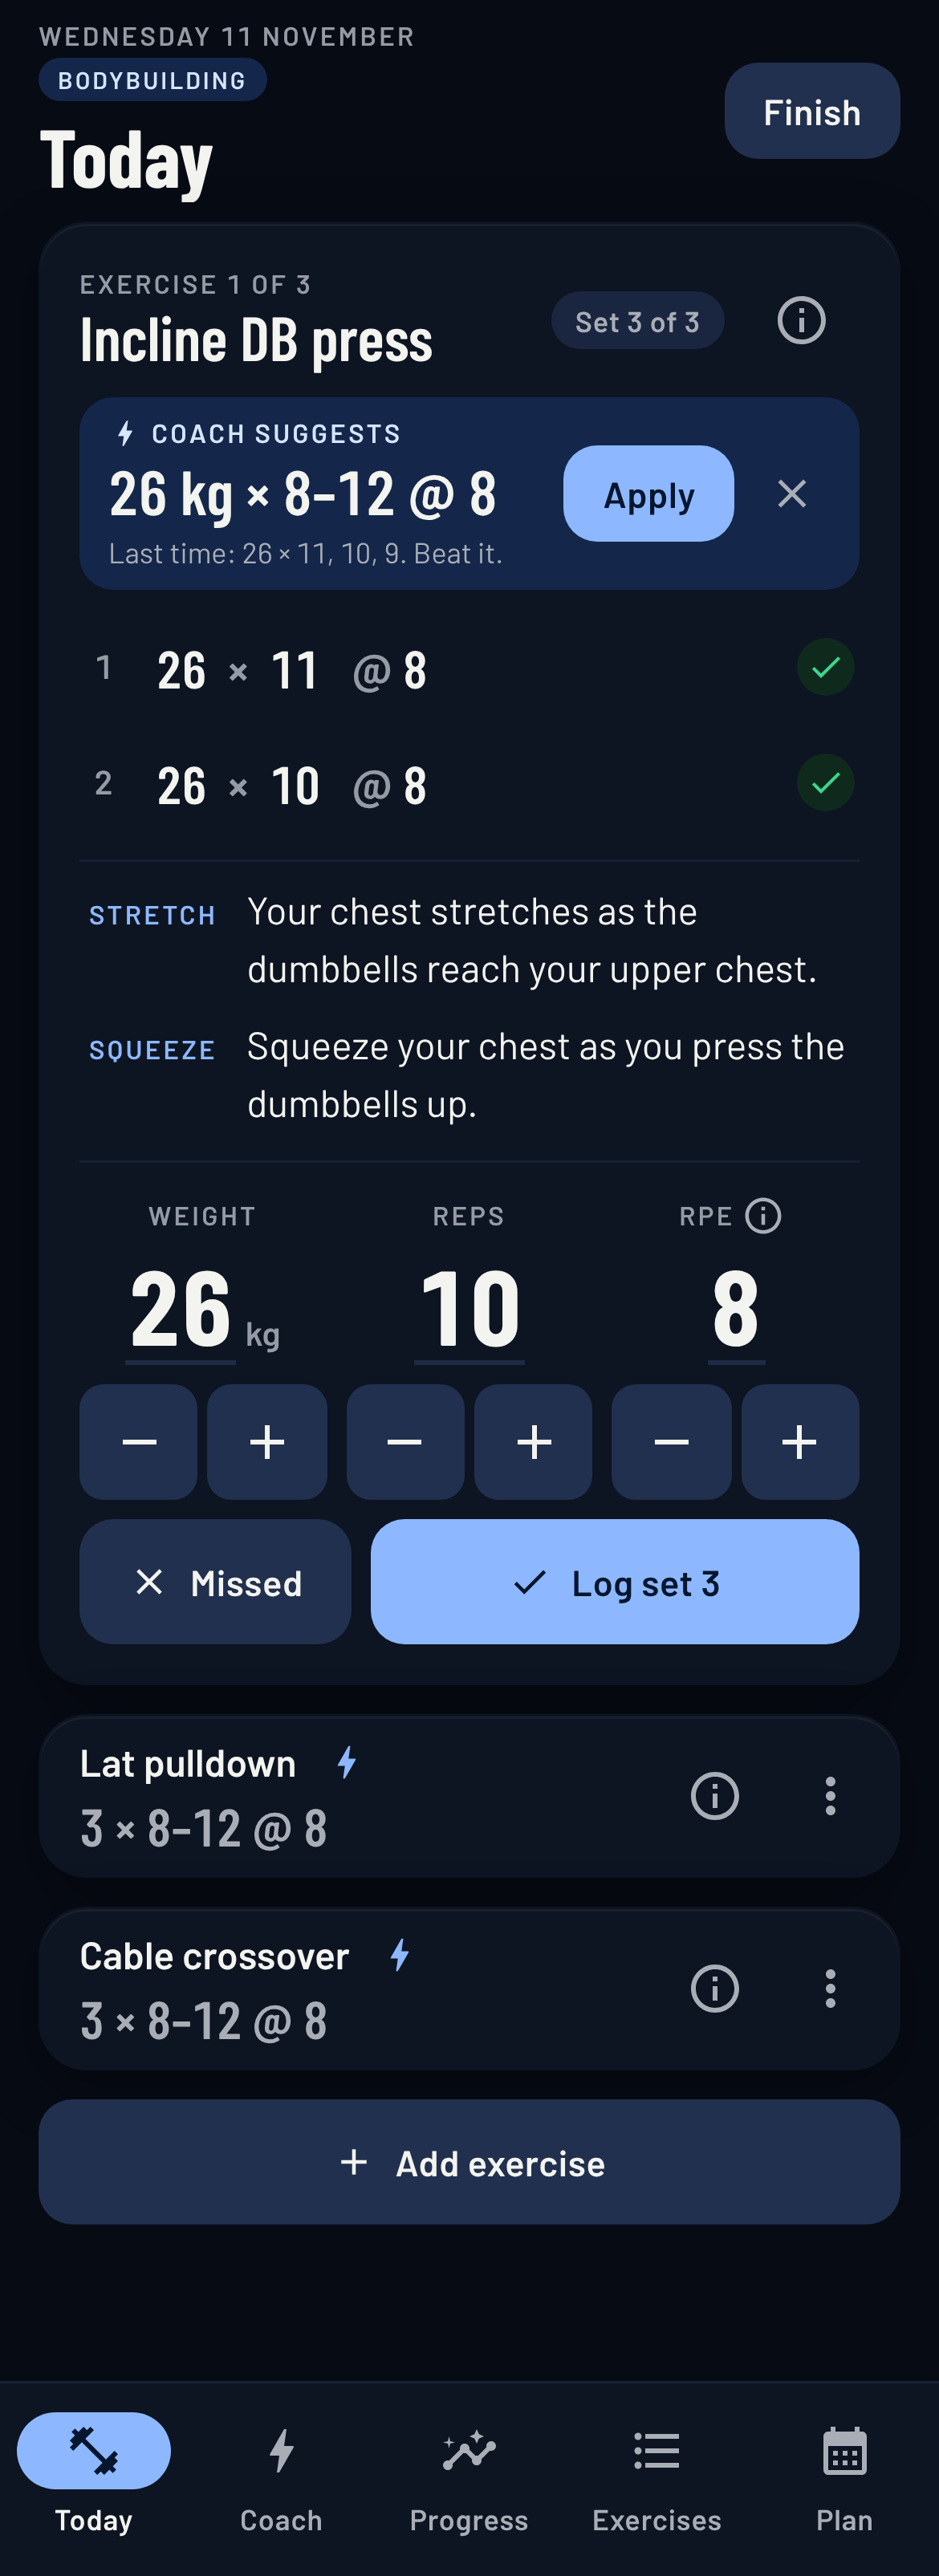 WEDNESDAY 11 NOVEMBER
BODYBUILDING
Today
Finish
EXERCISE 1 OF 3
Incline DB press
Set 3 of 3
COACH SUGGESTS
26 kg × 8–12 @ 8
Last time: 26 × 11, 10, 9. Beat it.
Apply
1 26 × 11 @ 8
2 26 × 10 @ 8
STRETCH Your chest stretches as the
dumbbells reach your upper chest.
SQUEEZE Squeeze your chest as you press the
dumbbells up.
WEIGHT REPS RPE
26 kg 10 8
Missed Log set 3
Lat pulldown
3 × 8–12 @ 8
Cable crossover
3 × 8–12 @ 8
Add exercise
Today Coach Progress Exercises Plan